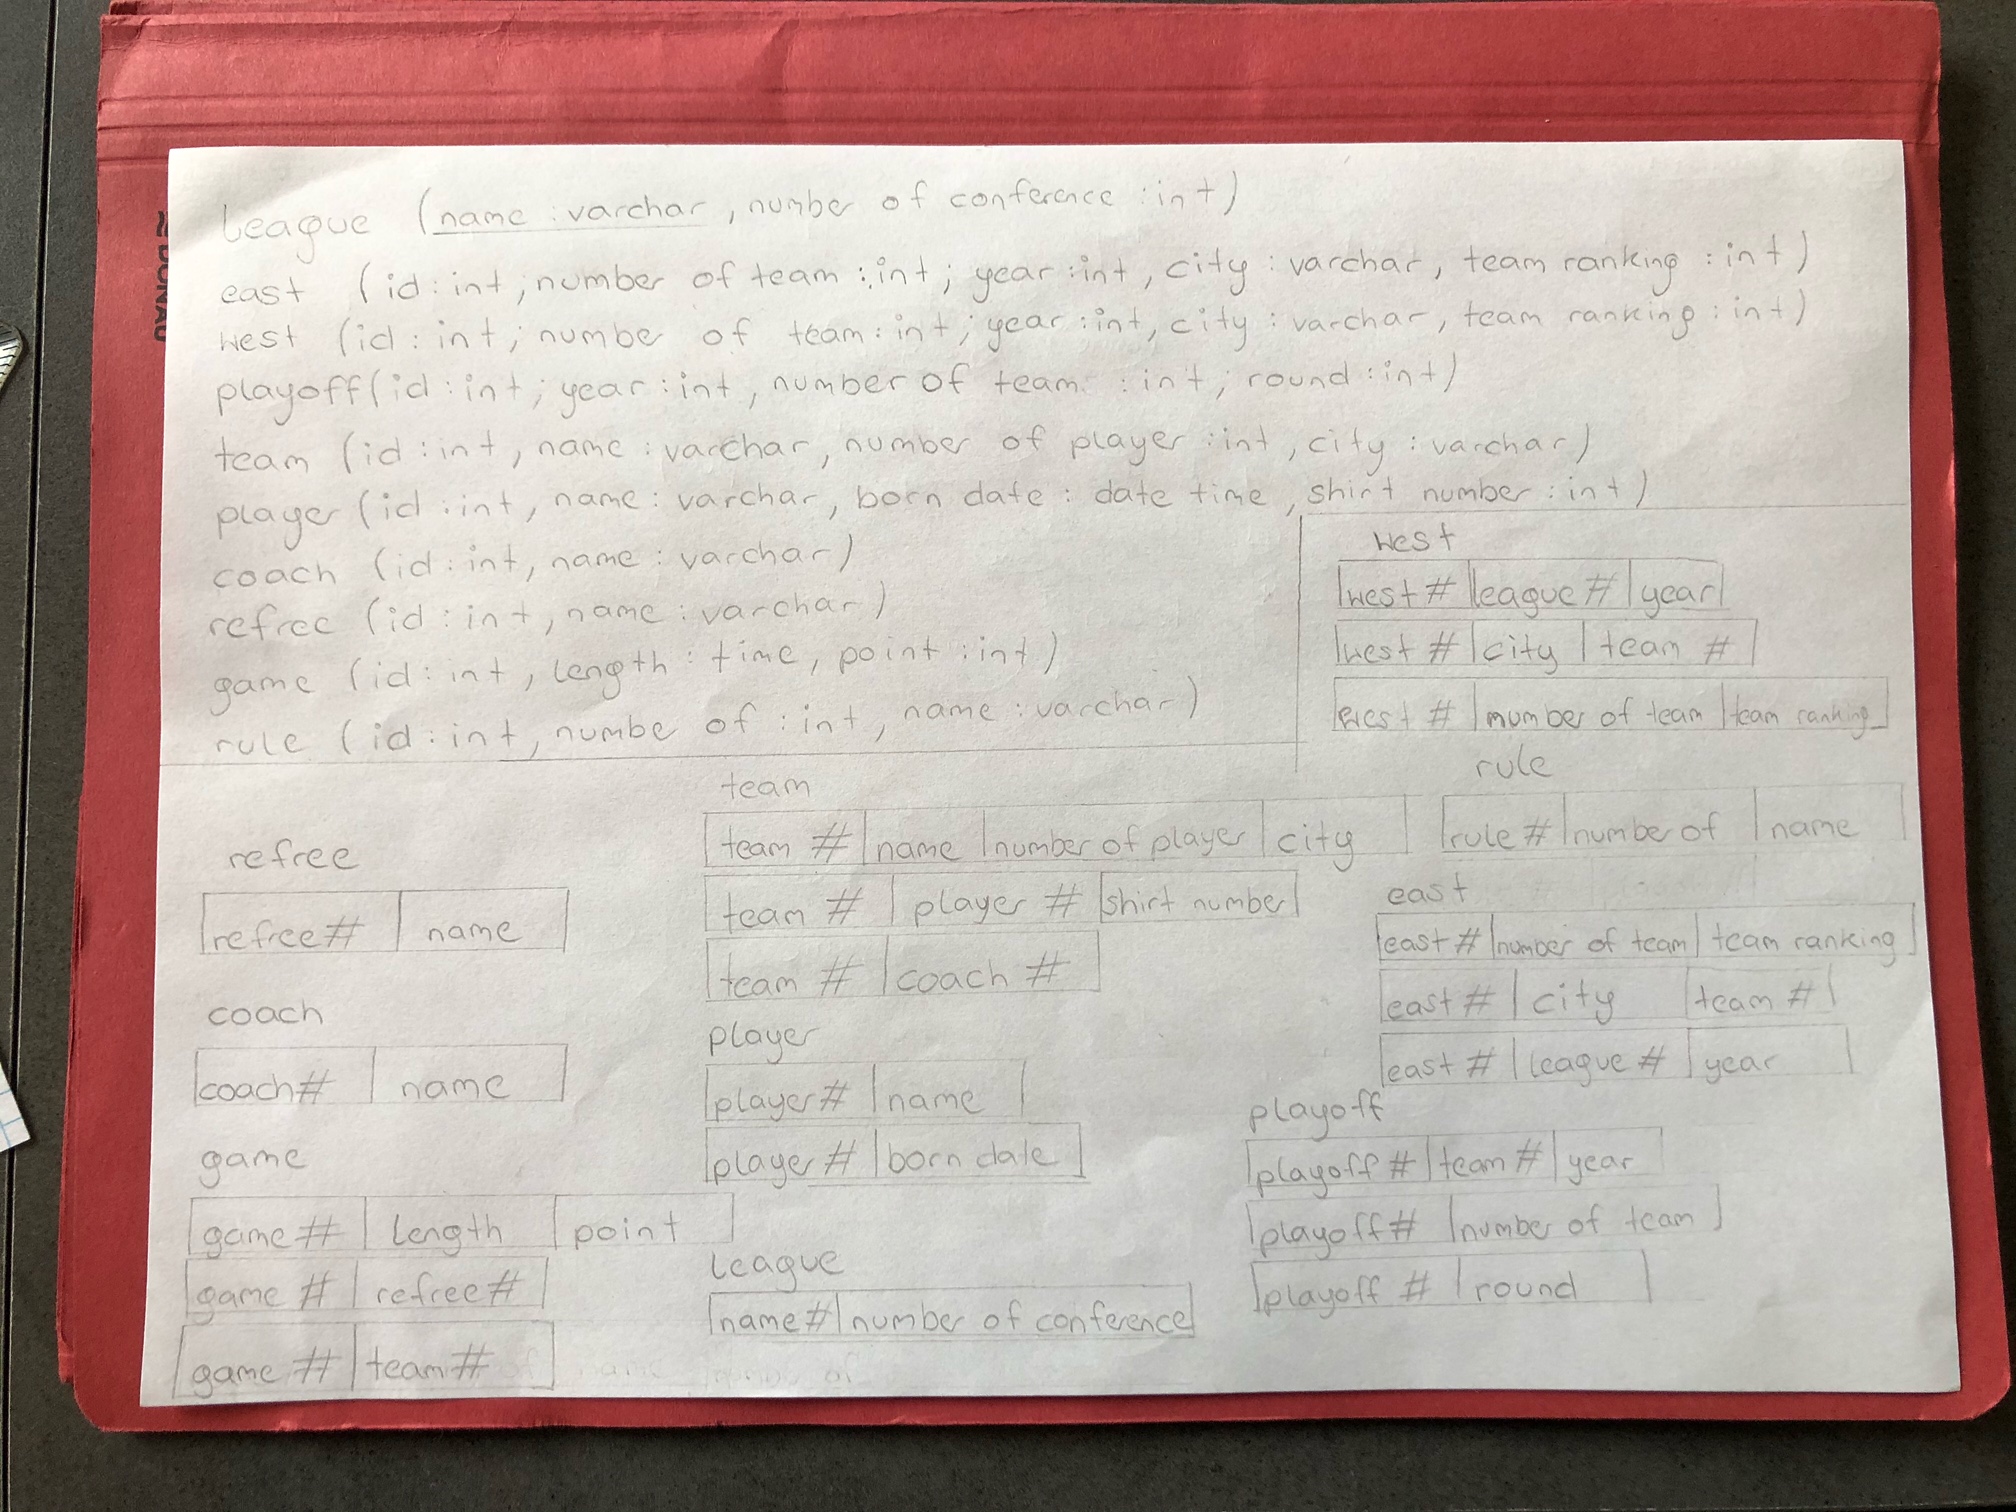 league (name : varchar, number of conference : int)
east (id : int ; number of team : int ; year : int, city : varchar, team ranking : int)
west (id : int ; number of team : int ; year : int, city : varchar, team ranking : int)
playoff (id : int ; year : int, number of team : int, round : int)
team (id : int, name : varchar, number of player : int, city : varchar)
player (id : int, name : varchar, born date : date time, shirt number : int)
coach (id : int, name : varchar)
refree (id : int, name : varchar)
game (id : int, length : time, point : int)
rule (id : int, numbe of : int, name : varchar)
refree
refree# name
coach
coach# name
game
game# length point
game # refree#
game# team#
team
team # name number of player city
team # player # shirt number
team # coach #
player
player# name
player# born date
league
name# number of conference
west
west# league# year
west # city team #
west # number of team team ranking
rule
rule# number of name
east
east# number of team team ranking
east# city team #
east# league # year
playoff
playoff# team# year
playoff# number of team
playoff # round
DONAU